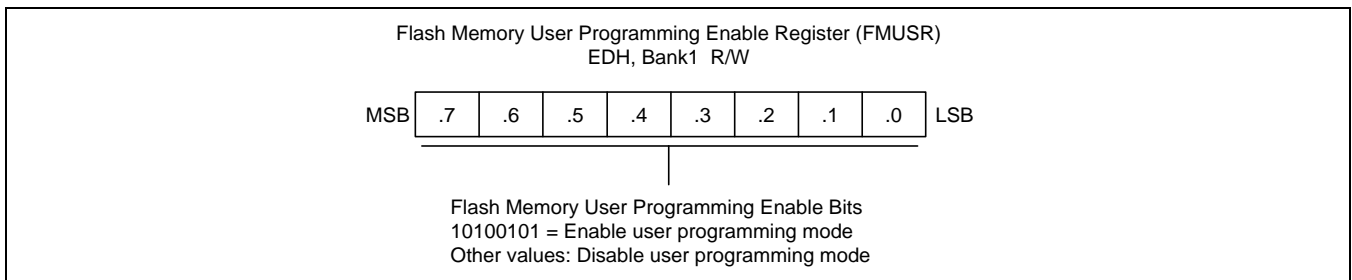 Flash Memory User Programming Enable Register (FMUSR)
EDH, Bank1 R/W
MSB .7 .6 .5 .4 .3 .2 .1 .0 LSB
Flash Memory User Programming Enable Bits
10100101 = Enable user programming mode
Other values: Disable user programming mode